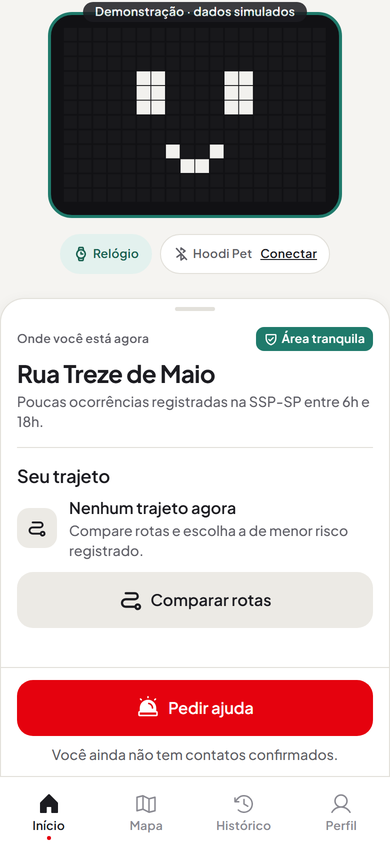 Demonstração · dados simulados
Relógio
Hoodi Pet Conectar
Onde você está agora
Área tranquila
Rua Treze de Maio
Poucas ocorrências registradas na SSP-SP entre 6h e
18h.
Seu trajeto
Nenhum trajeto agora
Compare rotas e escolha a de menor risco
registrado.
Comparar rotas
Pedir ajuda
Você ainda não tem contatos confirmados.
Início
Mapa
Histórico
Perfil